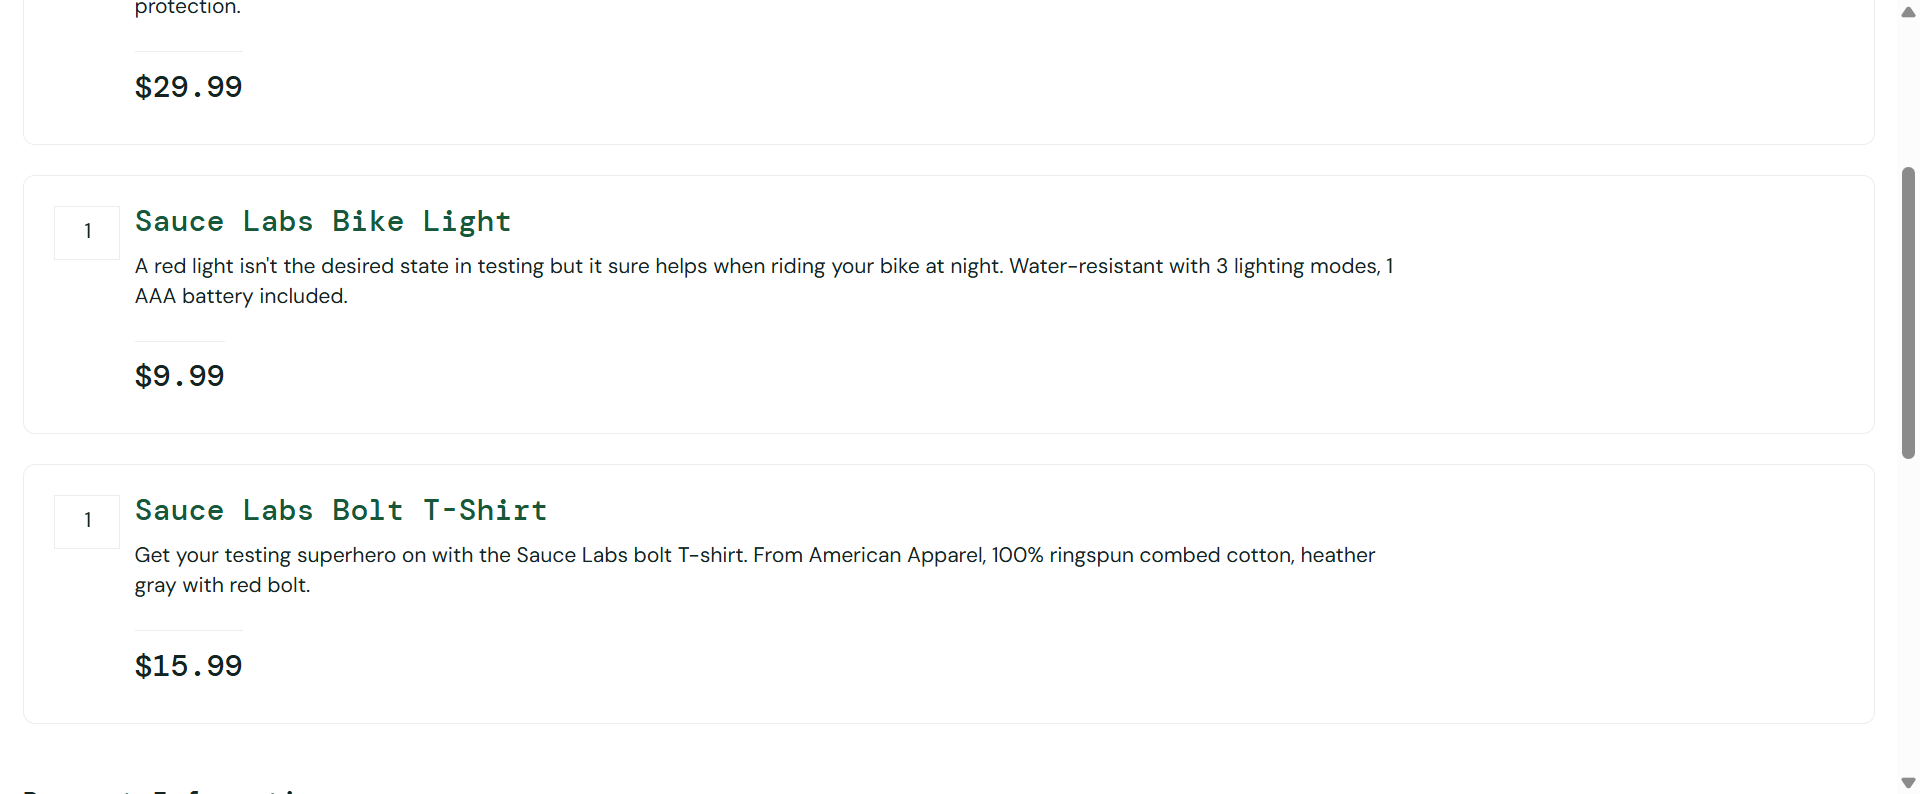 protection.
$29.99
1
Sauce Labs Bike Light
A red light isn't the desired state in testing but it sure helps when riding your bike at night. Water-resistant with 3 lighting modes, 1
AAA battery included.
$9.99
1
Sauce Labs Bolt T-Shirt
Get your testing superhero on with the Sauce Labs bolt T-shirt. From American Apparel, 100% ringspun combed cotton, heather
gray with red bolt.
$15.99